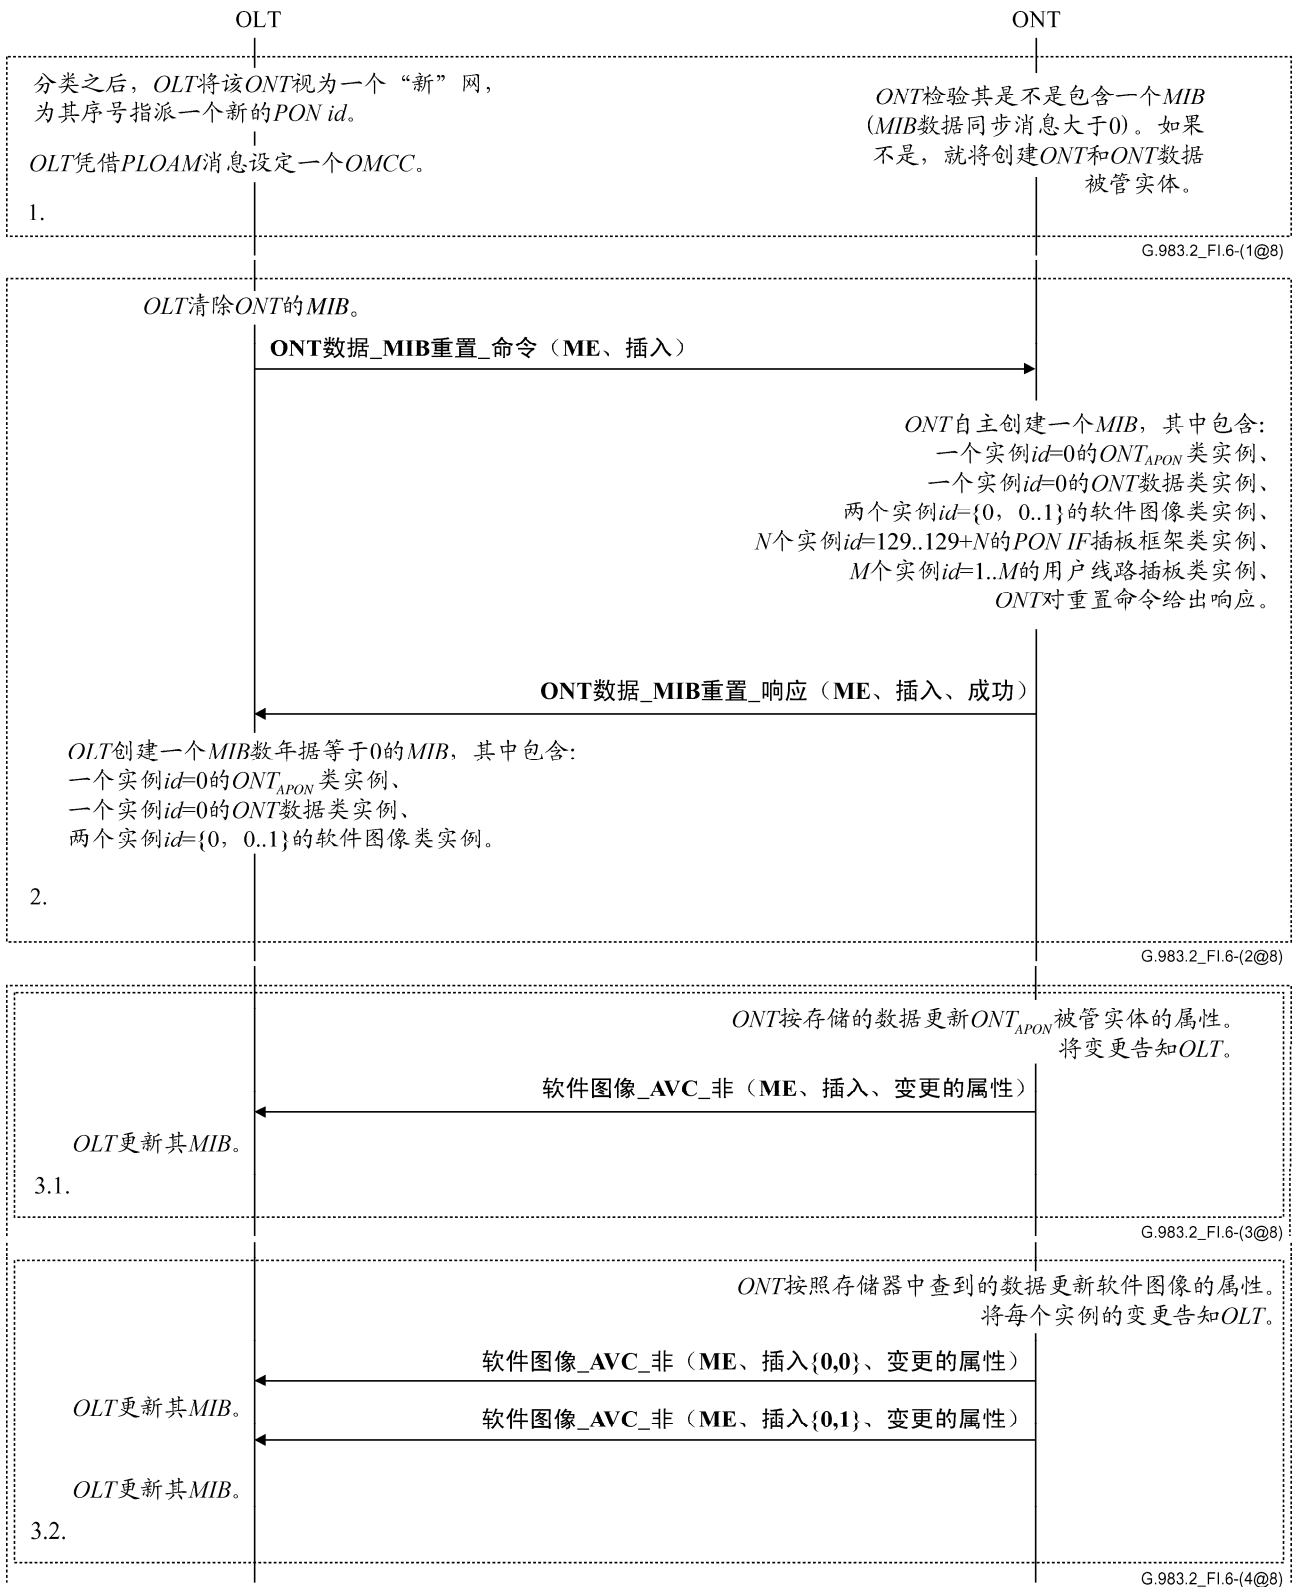 OLT
ONT
分类之后，OLT将该ONT视为一个“新”网，
为其序号指派一个新的PON id。
OLT凭借PLOAM消息设定一个OMCC。
ONT检验其是不是包含一个MIB
(MIB数据同步消息大于0)。如果
不是，就将创建ONT和ONT数据
被管实体。
1.
G.983.2_FI.6-(1@8)
OLT清除ONT的MIB。
ONT数据_MIB重置_命令（ME、插入）
ONT自主创建一个MIB，其中包含:
一个实例id=0的ONTAPON类实例、
一个实例id=0的ONT数据类实例、
两个实例id={0，0..1}的软件图像类实例、
N个实例id=129..129+N的PON IF插板框架类实例、
M个实例id=1..M的用户线路插板类实例、
ONT对重置命令给出响应。
ONT数据_MIB重置_响应（ME、插入、成功）
OLT创建一个MIB数年据等于0的MIB，其中包含:
一个实例id=0的ONTAPON类实例、
一个实例id=0的ONT数据类实例、
两个实例id={0，0..1}的软件图像类实例。
2.
G.983.2_FI.6-(2@8)
ONT按存储的数据更新ONTAPON被管实体的属性。
将变更告知OLT。
软件图像_AVC_非（ME、插入、变更的属性）
OLT更新其MIB。
3.1.
G.983.2_FI.6-(3@8)
ONT按照存储器中查到的数据更新软件图像的属性。
将每个实例的变更告知OLT。
软件图像_AVC_非（ME、插入{0,0}、变更的属性）
OLT更新其MIB。
软件图像_AVC_非（ME、插入{0,1}、变更的属性）
OLT更新其MIB。
3.2.
G.983.2_FI.6-(4@8)